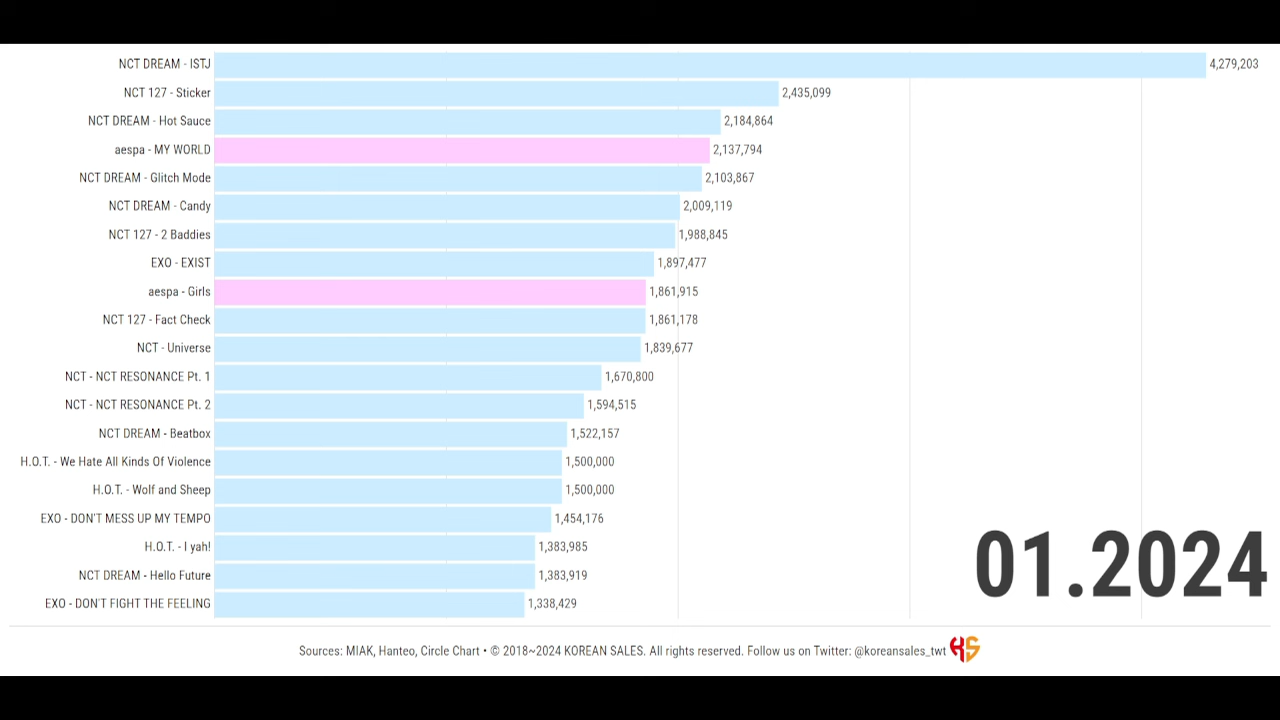 NCT DREAM - ISTJ 4,279,203
NCT 127 - Sticker 2,435,099
NCT DREAM - Hot Sauce 2,184,864
aespa - MY WORLD 2,137,794
NCT DREAM - Glitch Mode 2,103,867
NCT DREAM - Candy 2,009,119
NCT 127 - 2 Baddies 1,988,845
EXO - EXIST 1,897,477
aespa - Girls 1,861,915
NCT 127 - Fact Check 1,861,178
NCT - Universe 1,839,677
NCT - NCT RESONANCE Pt. 1 1,670,800
NCT - NCT RESONANCE Pt. 2 1,594,515
NCT DREAM - Beatbox 1,522,157
H.O.T. - We Hate All Kinds Of Violence 1,500,000
H.O.T. - Wolf and Sheep 1,500,000
EXO - DON'T MESS UP MY TEMPO 1,454,176
H.O.T. - I yah! 1,383,985
NCT DREAM - Hello Future 1,383,919
EXO - DON'T FIGHT THE FEELING 1,338,429
01.2024
Sources: MIAK, Hanteo, Circle Chart • © 2018~2024 KOREAN SALES. All rights reserved. Follow us on Twitter: @koreansales_twt KS